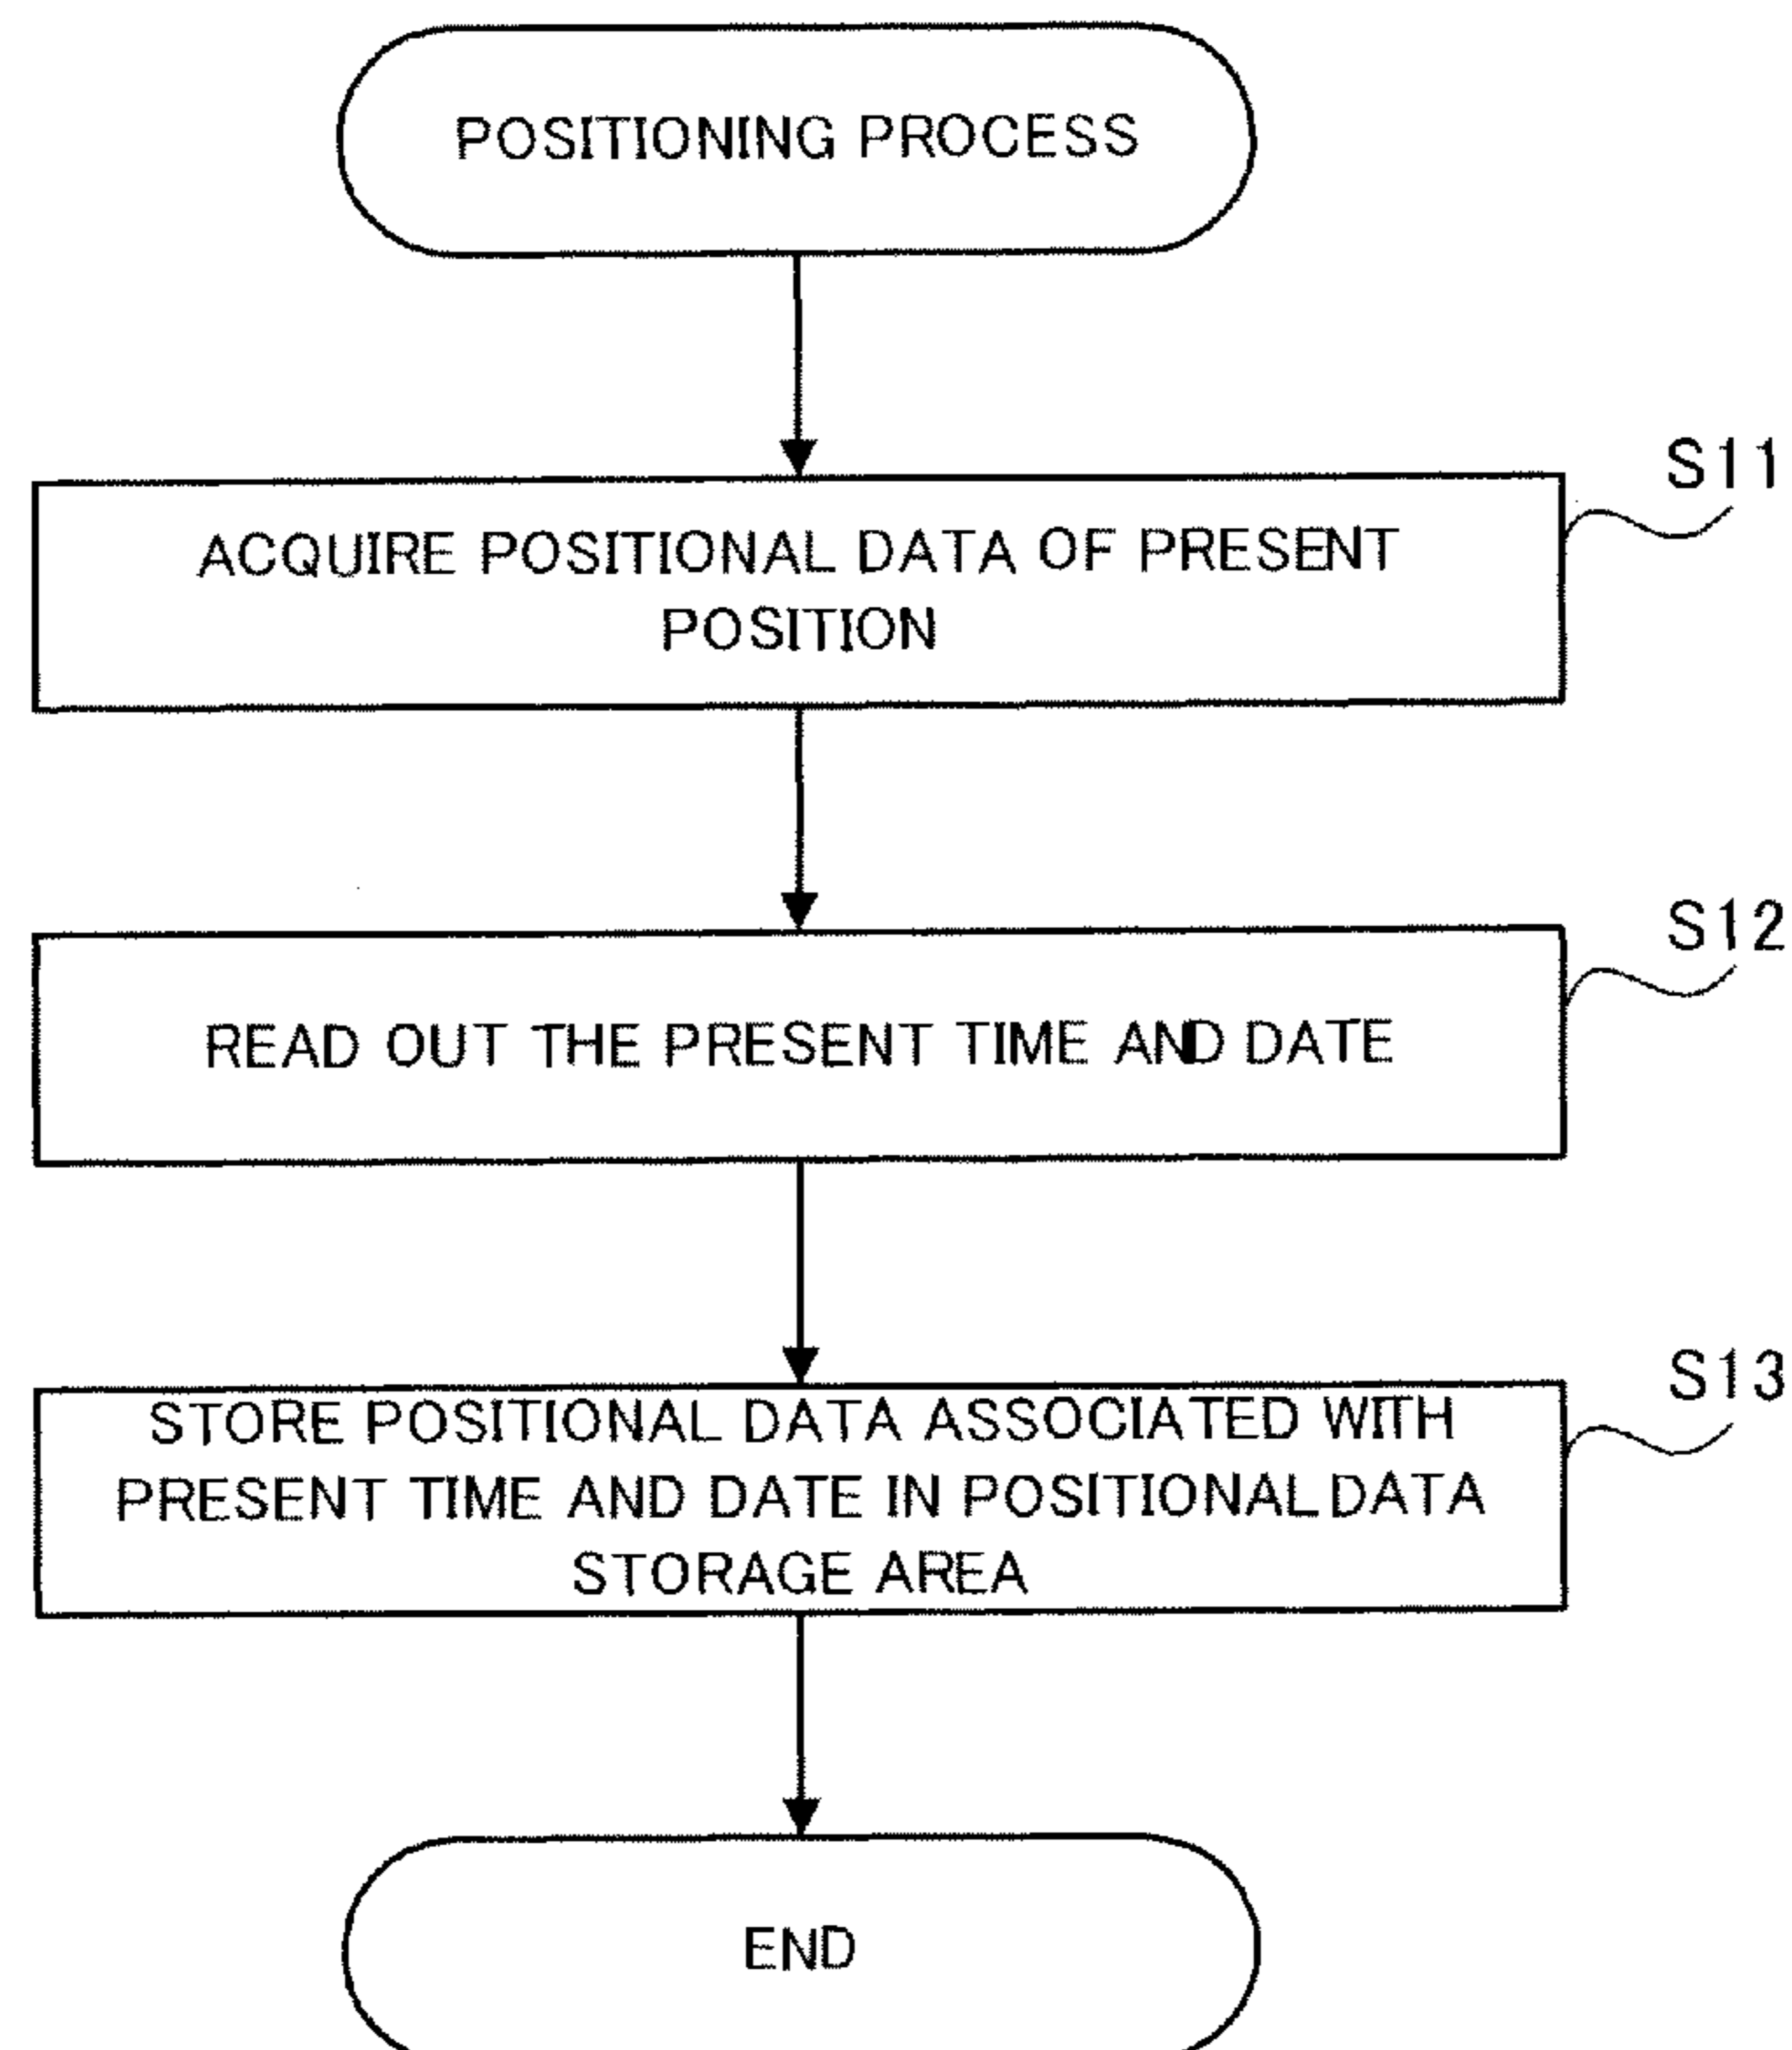 POSITIONING PROCESS
S11
ACQUIRE POSITIONAL DATA OF PRESENT
POSITION
S12
READ OUT THE PRESENT TIME AND DATE
S13
STORE POSITIONAL DATA ASSOCIATED WITH
PRESENT TIME AND DATE IN POSITIONAL DATA
STORAGE AREA
END